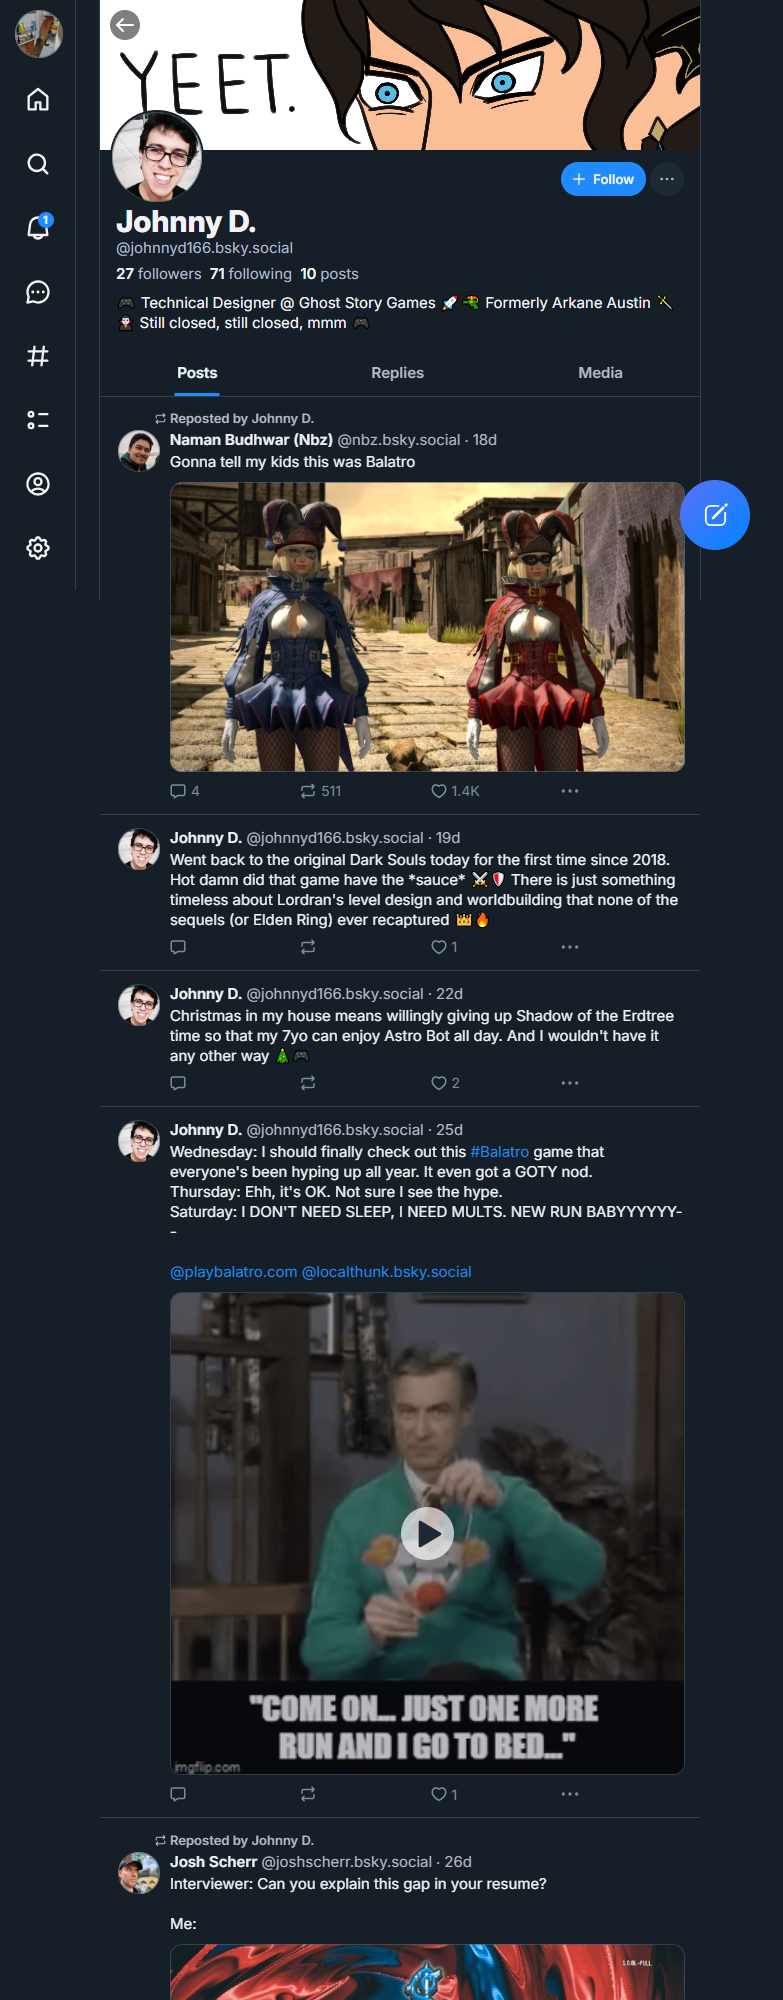 YEET.
Follow
1
Johnny D.
@johnnyd166.bsky.social
27 followers 71 following 10 posts
🎮 Technical Designer @ Ghost Story Games 🚀 🔫 Formerly Arkane Austin 🗡️
🧛🏻 Still closed, still closed, mmm 🎮
Posts Replies Media
Reposted by Johnny D.
Naman Budhwar (Nbz) @nbz.bsky.social · 18d
Gonna tell my kids this was Balatro
4 511 1.4K
Johnny D. @johnnyd166.bsky.social · 19d
Went back to the original Dark Souls today for the first time since 2018.
Hot damn did that game have the *sauce* ⚔️🛡️ There is just something
timeless about Lordran's level design and worldbuilding that none of the
sequels (or Elden Ring) ever recaptured 👑🔥
1
Johnny D. @johnnyd166.bsky.social · 22d
Christmas in my house means willingly giving up Shadow of the Erdtree
time so that my 7yo can enjoy Astro Bot all day. And I wouldn't have it
any other way 🎄🎮
2
Johnny D. @johnnyd166.bsky.social · 25d
Wednesday: I should finally check out this #Balatro game that
everyone's been hyping up all year. It even got a GOTY nod.
Thursday: Ehh, it's OK. Not sure I see the hype.
Saturday: I DON'T NEED SLEEP, I NEED MULTS. NEW RUN BABYYYYYY-
-
@playbalatro.com @localthunk.bsky.social
"COME ON... JUST ONE MORE
RUN AND I GO TO BED..."
imgflip.com
1
Reposted by Johnny D.
Josh Scherr @joshscherr.bsky.social · 26d
Interviewer: Can you explain this gap in your resume?
Me:
1.0.0L-FULL